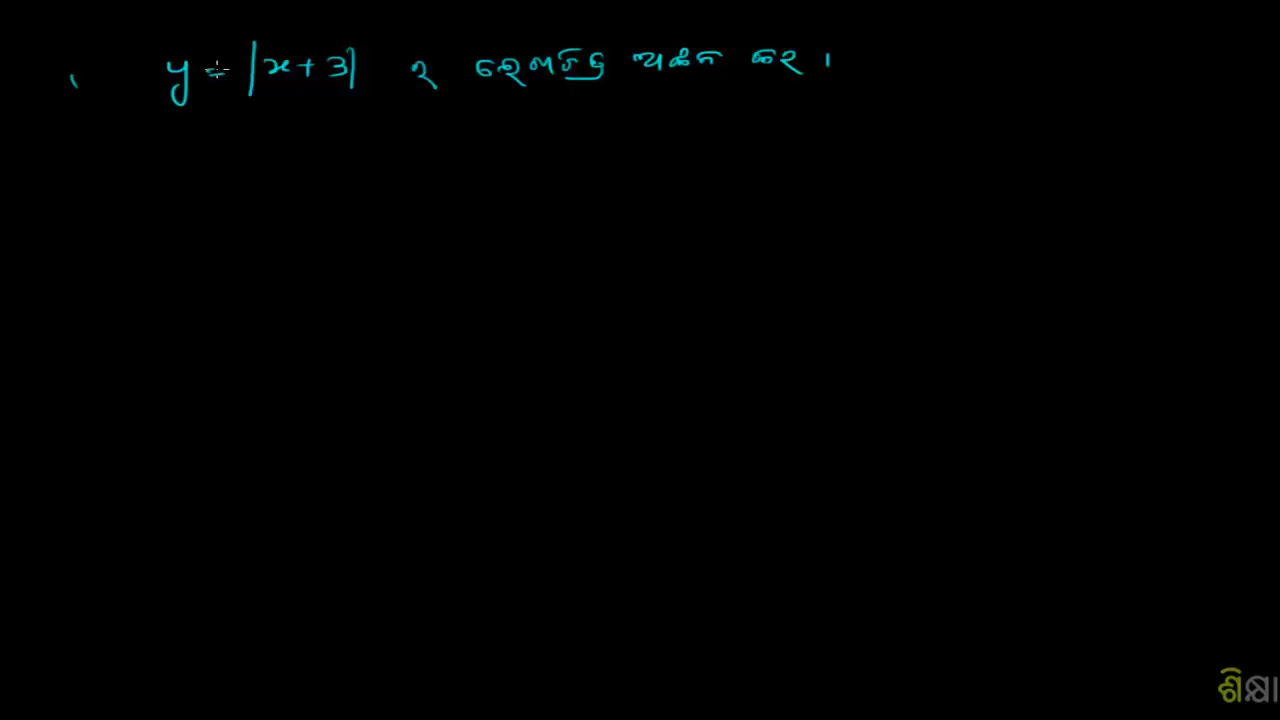 y = |x + 3| ର ଲେଖଚିତ୍ର ଅଙ୍କନ କର ।
ଶିକ୍ଷା